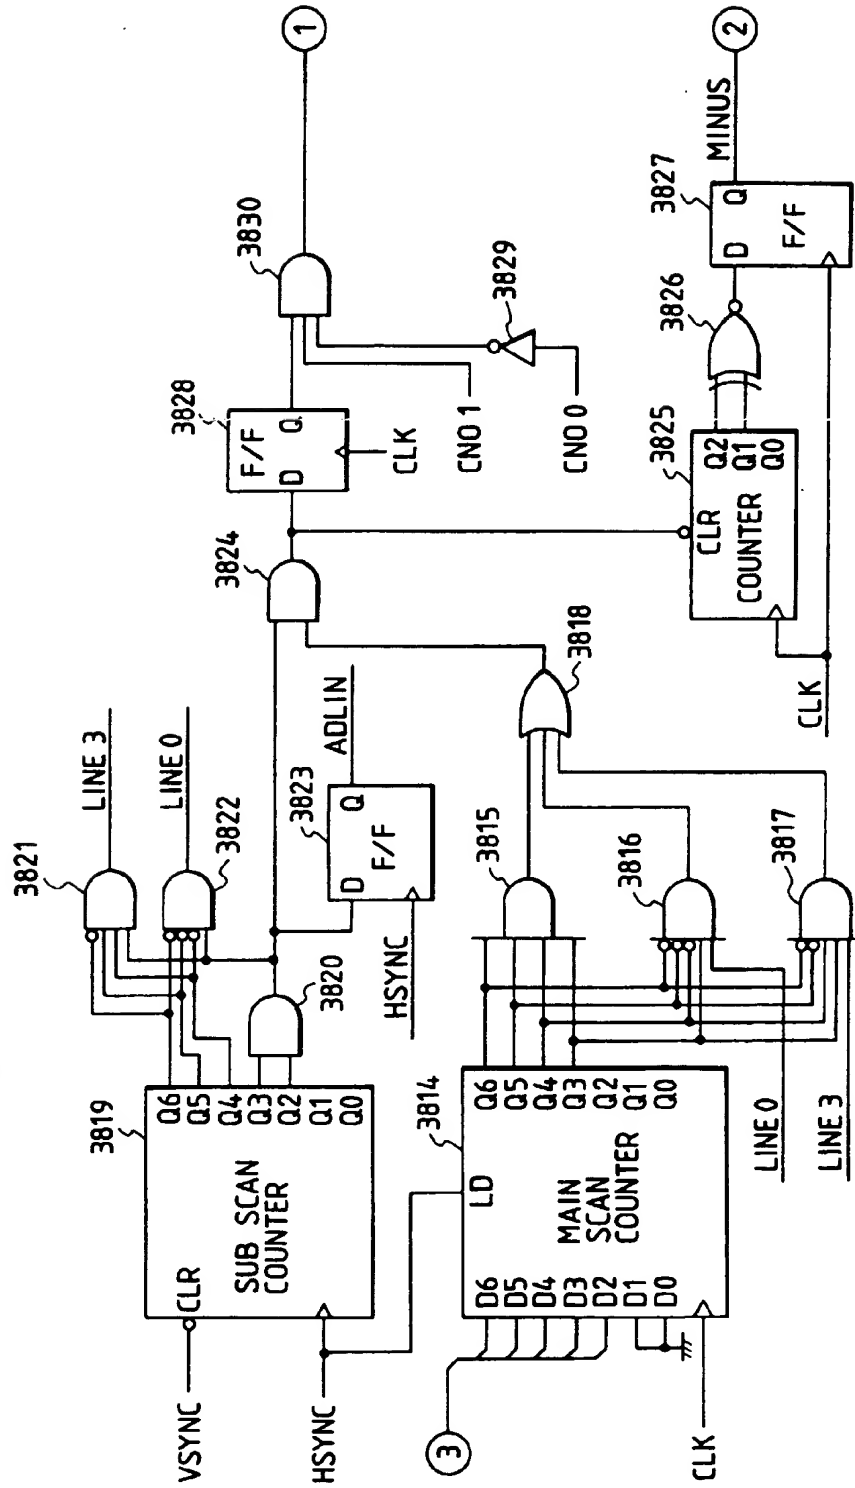 3821
LINE 3
LINE 0
3822
3819
VSYNC
CLR
SUB SCAN
COUNTER
HSYNC
Q6
Q5
Q4
Q3
Q2
Q1
Q0
3820
HSYNC
3823
D
Q
F/F
ADLIN
3824
3828
F/F
D
Q
CLK
CNO 1
CNO 0
3829
3830
1
3
3814
LD
D6
D5
D4
D3
D2
D1
D0
MAIN
SCAN
COUNTER
CLK
Q6
Q5
Q4
Q3
Q2
Q1
Q0
LINE 0
LINE 3
3815
3816
3817
3818
3825
CLR
COUNTER
Q2
Q1
Q0
CLK
3826
3827
D
Q
F/F
MINUS
2